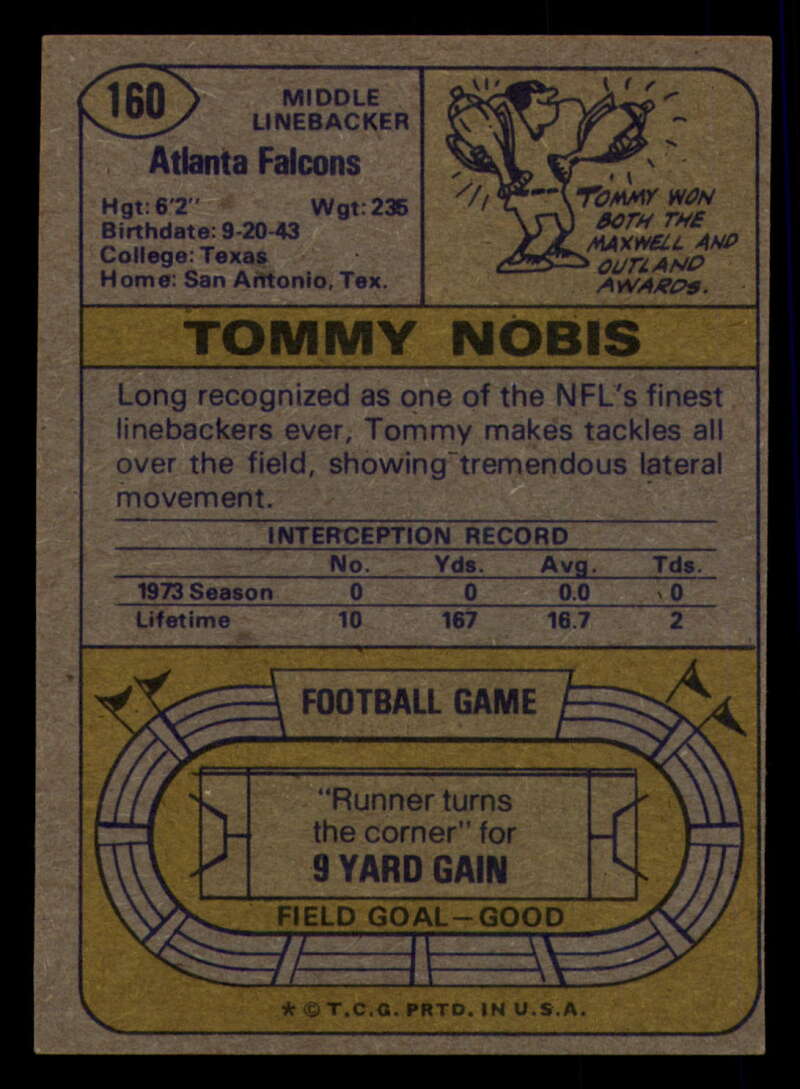 160
MIDDLE
LINEBACKER
Atlanta Falcons
Hgt: 6'2" Wgt: 235
Birthdate: 9-20-43
College: Texas
Home: San Antonio, Tex.
TOMMY WON
BOTH THE
MAXWELL AND
OUTLAND
AWARDS.
TOMMY NOBIS
Long recognized as one of the NFL's finest
linebackers ever, Tommy makes tackles all
over the field, showing tremendous lateral
movement.
INTERCEPTION RECORD
No. Yds. Avg. Tds.
1973 Season 0 0 0.0 0
Lifetime 10 167 16.7 2
FOOTBALL GAME
"Runner turns
the corner" for
9 YARD GAIN
FIELD GOAL—GOOD
* © T.C.G. PRTD. IN U.S.A.